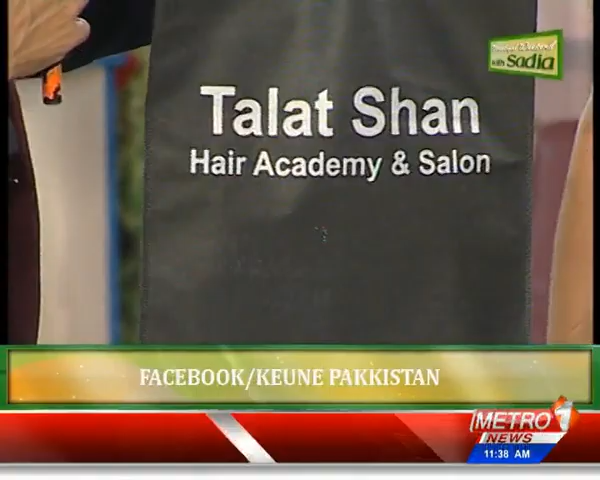 with Sadia
Talat Shan
Hair Academy & Salon
FACEBOOK/KEUNE PAKKISTAN
METRO 1
NEWS
11:38 AM